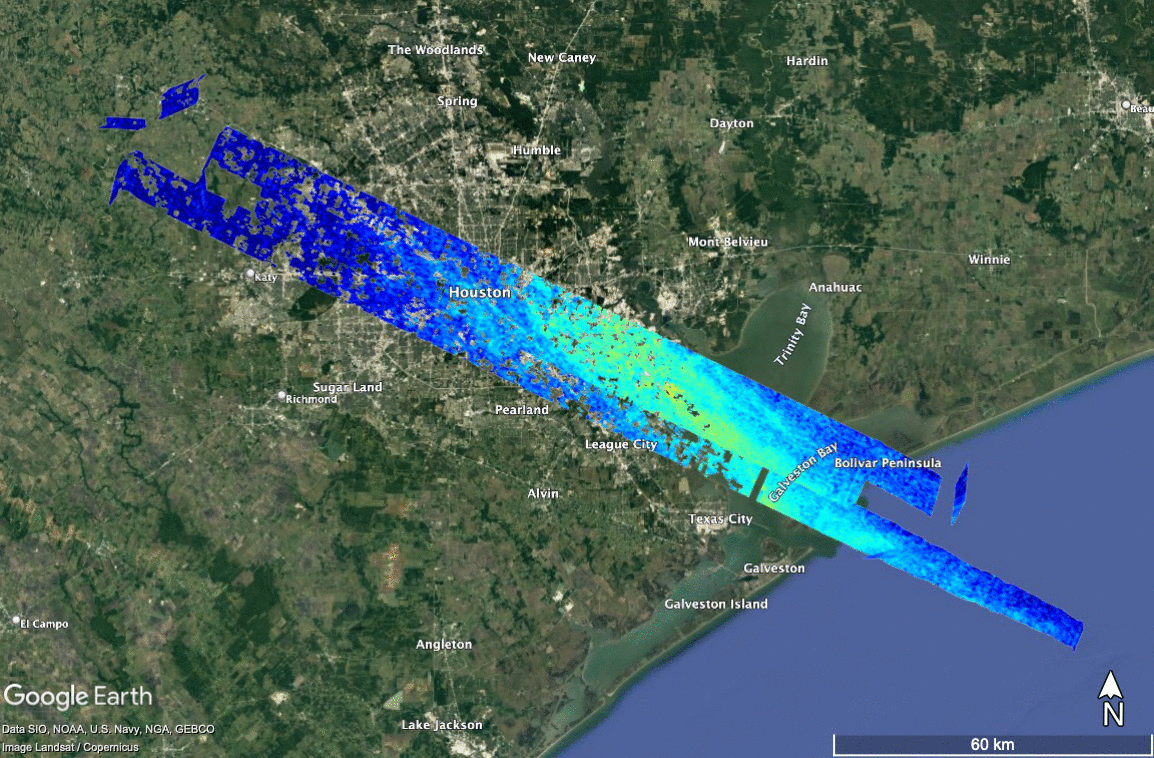 The Woodlands
New Caney
Hardin
Spring
Beau
Dayton
Humble
Mont Belvieu
Winnie
Katy
Anahuac
Houston
Trinity Bay
Sugar Land
Richmond
Pearland
League City
Galveston Bay
Bolivar Peninsula
Alvin
Texas City
Galveston
Galveston Island
El Campo
Angleton
Google Earth
N
Lake Jackson
Data SIO, NOAA, U.S. Navy, NGA, GEBCO
Image Landsat / Copernicus
60 km